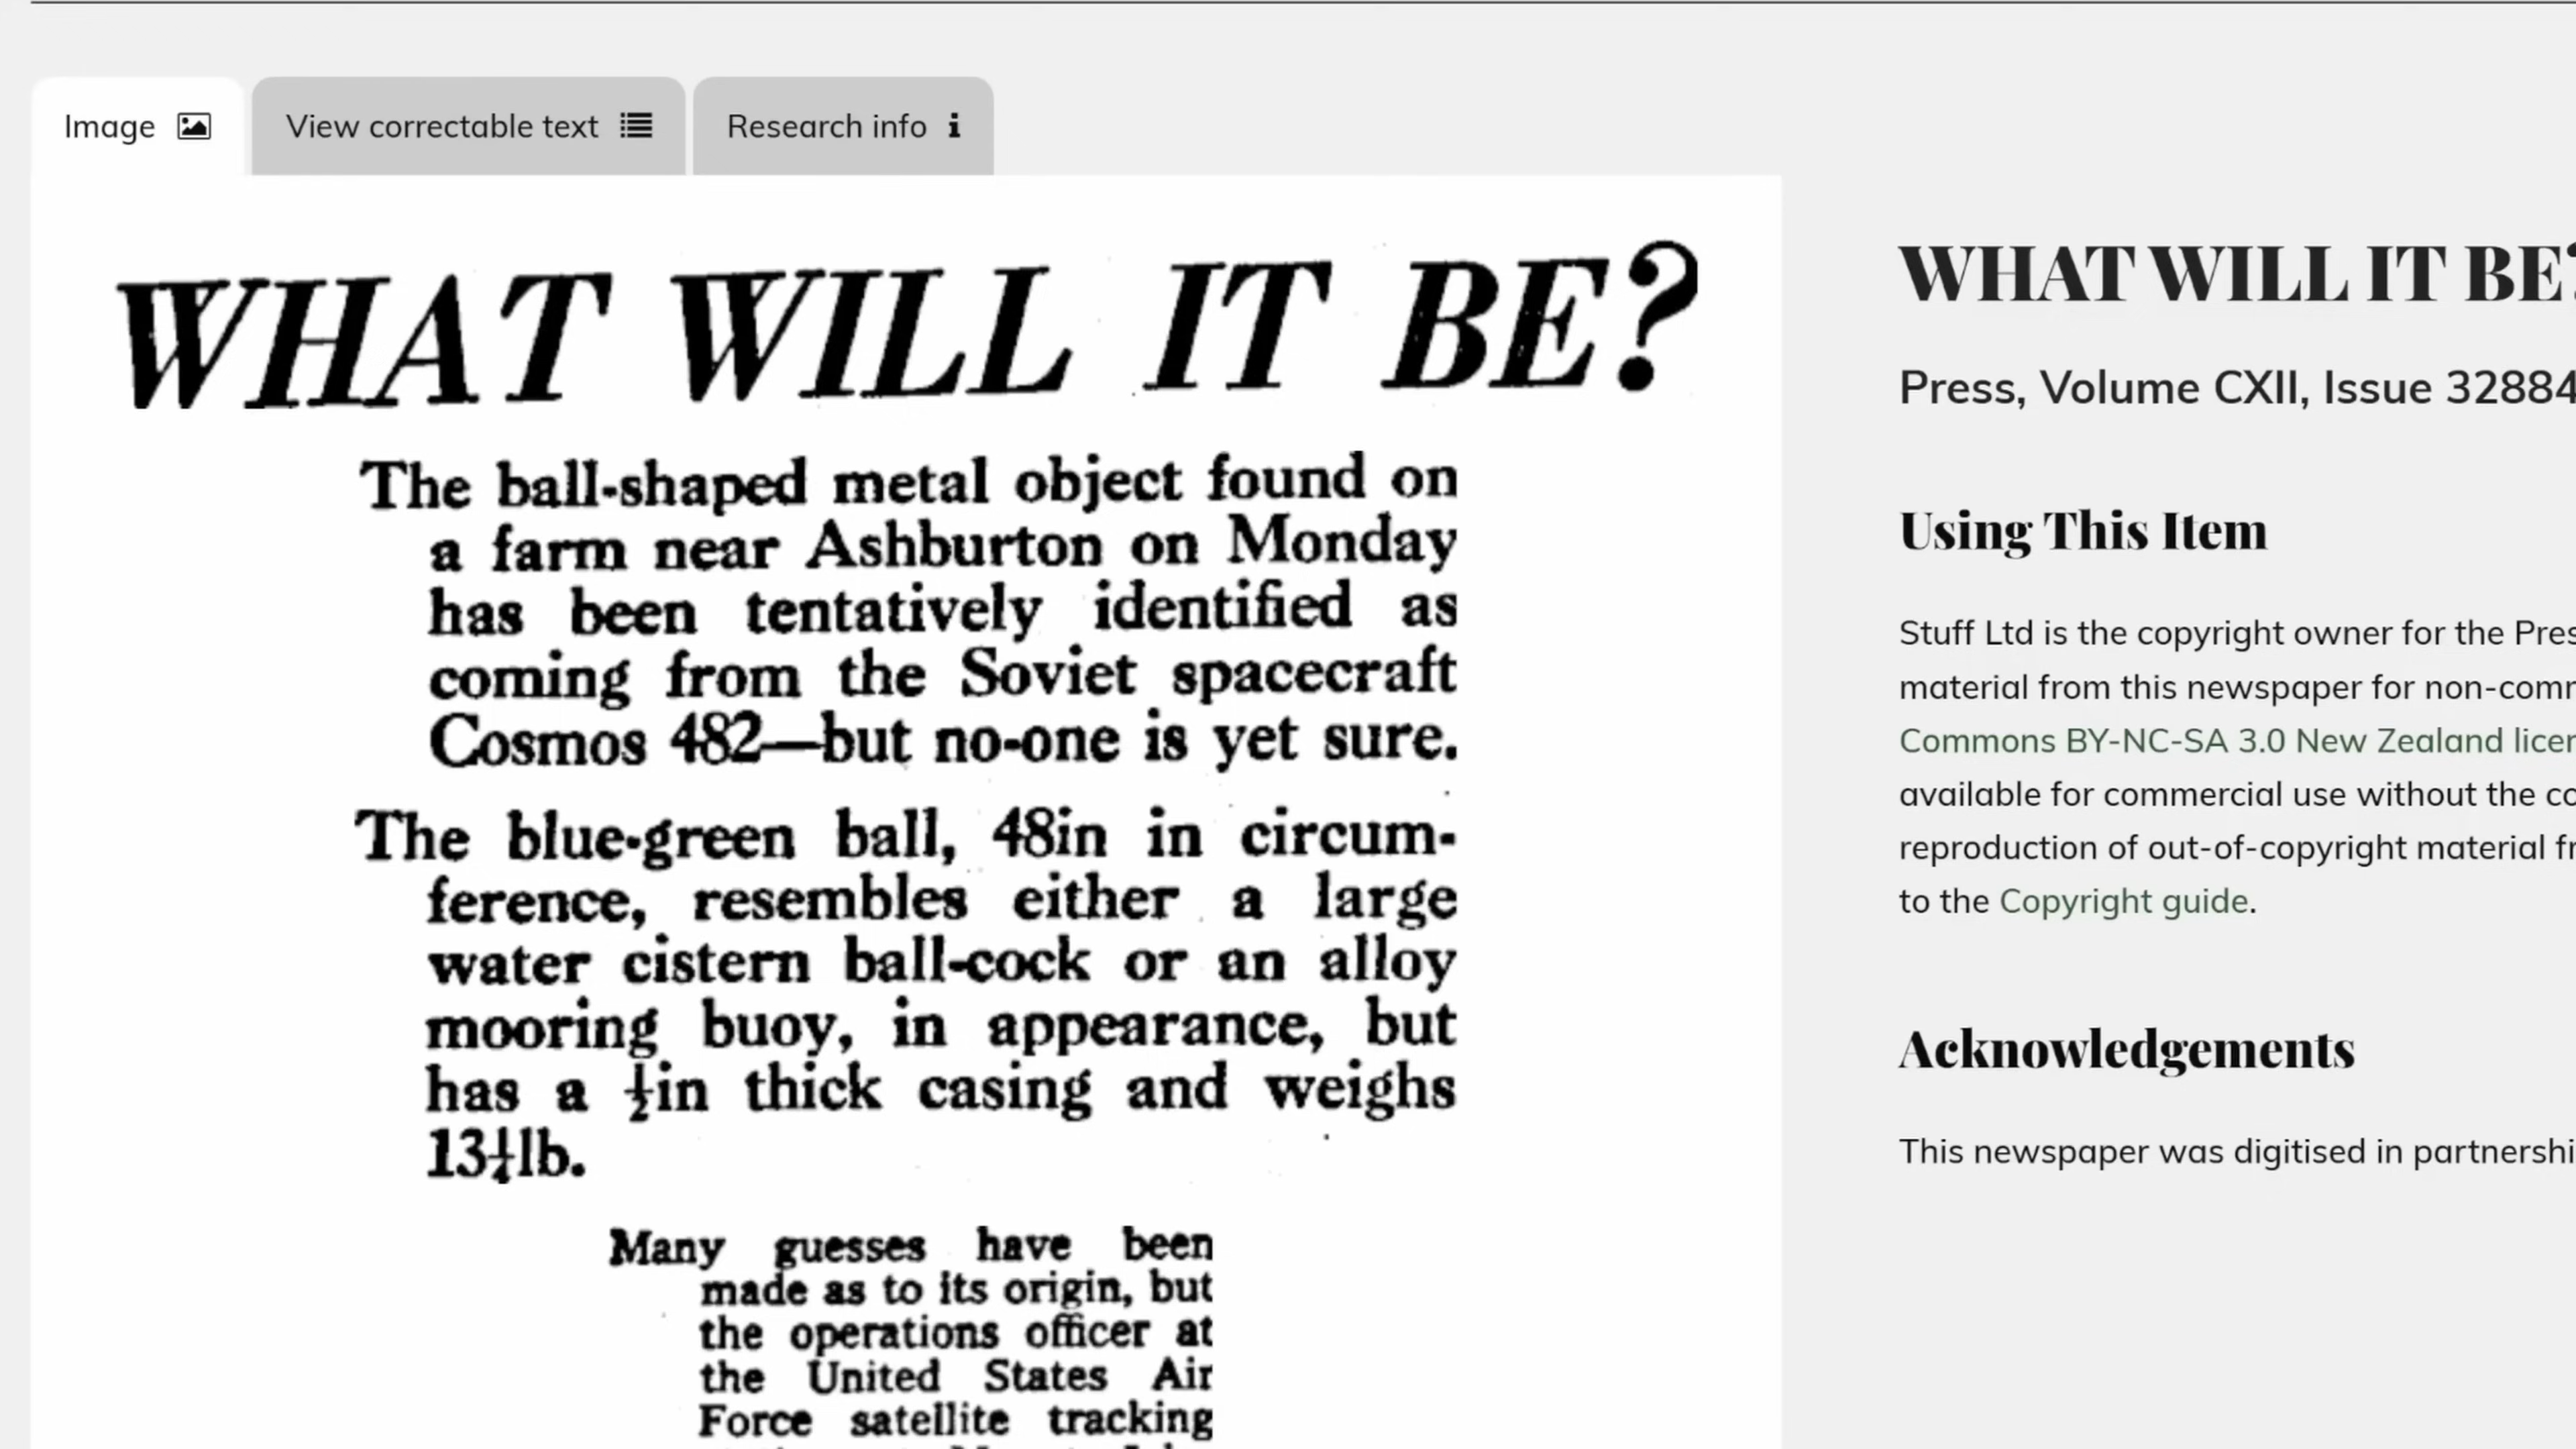 Image
View correctable text
Research info
WHAT WILL IT BE?
The ball-shaped metal object found on
a farm near Ashburton on Monday
has been tentatively identified as
coming from the Soviet spacecraft
Cosmos 482—but no-one is yet sure.
The blue-green ball, 48in in circum-
ference, resembles either a large
water cistern ball-cock or an alloy
mooring buoy, in appearance, but
has a ½in thick casing and weighs
13¼lb.
Many guesses have been
made as to its origin, but
the operations officer at
the United States Air
Force satellite tracking
WHAT WILL IT BE?
Press, Volume CXII, Issue 32884
Using This Item
Stuff Ltd is the copyright owner for the Pres
material from this newspaper for non-comm
Commons BY-NC-SA 3.0 New Zealand licen
available for commercial use without the co
reproduction of out-of-copyright material fr
to the Copyright guide.
Acknowledgements
This newspaper was digitised in partnershi